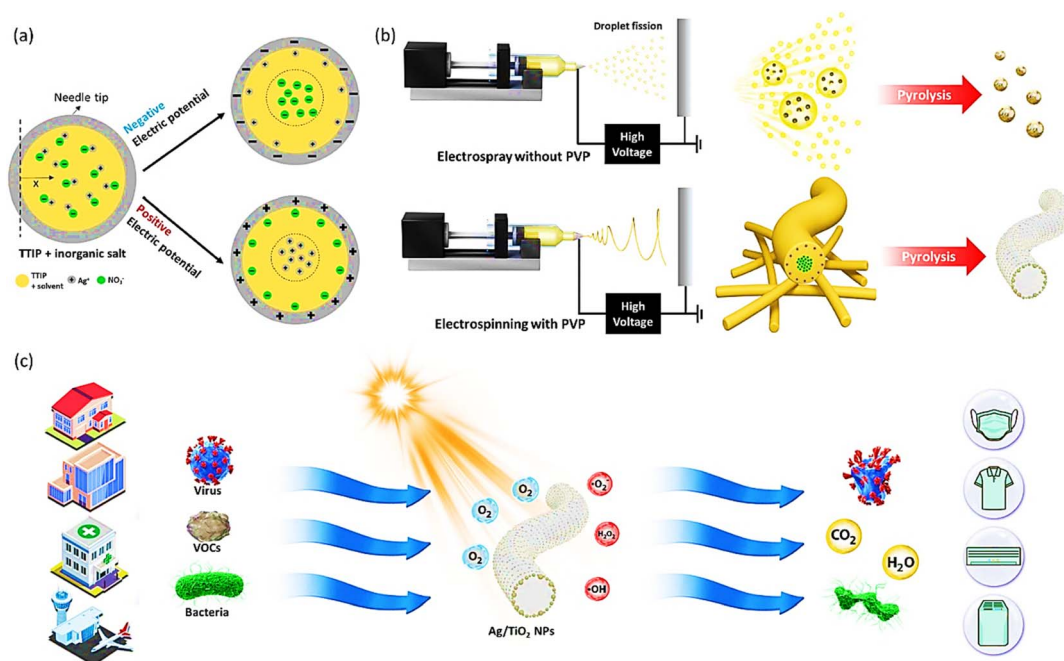 (a)
Needle tip
X
TTIP + inorganic salt
TTIP
+ solvent
Ag⁺
NO₃⁻
Negative
Electric potential
Positive
Electric potential
(b)
Droplet fission
High
Voltage
Electrospray without PVP
Pyrolysis
High
Voltage
Electrospinning with PVP
Pyrolysis
(c)
Virus
VOCs
Bacteria
O₂
O₂
O₂
·O₂⁻
H₂O₂
·OH
Ag/TiO₂ NPs
CO₂
H₂O